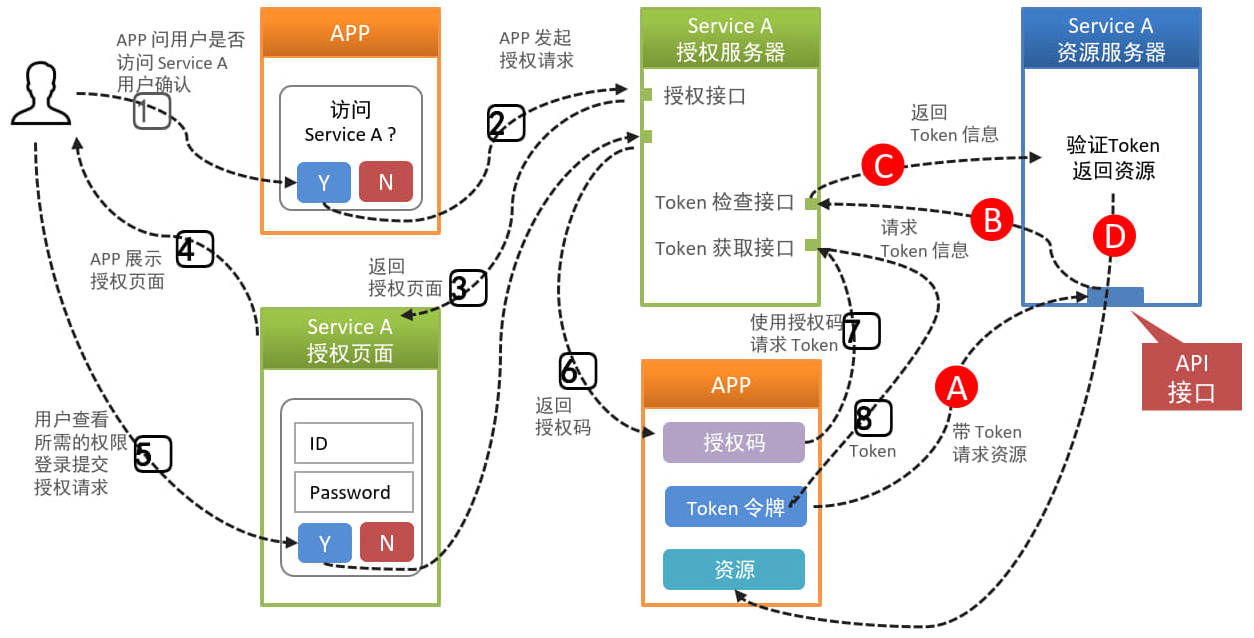 APP 问用户是否
访问 Service A
用户确认
1
APP
访问
Service A ?
Y
N
APP 发起
授权请求
2
Service A
授权服务器
授权接口
Token 检查接口
Token 获取接口
Service A
资源服务器
验证Token
返回资源
返回
Token 信息
C
请求
Token 信息
B
D
4
APP 展示
授权页面
返回
授权页面
3
Service A
授权页面
ID
Password
Y
N
用户查看
所需的权限
登录提交
授权请求
5
6
返回
授权码
使用授权码
请求 Token
7
APP
授权码
Token 令牌
资源
8
Token
A
带 Token
请求资源
API
接口